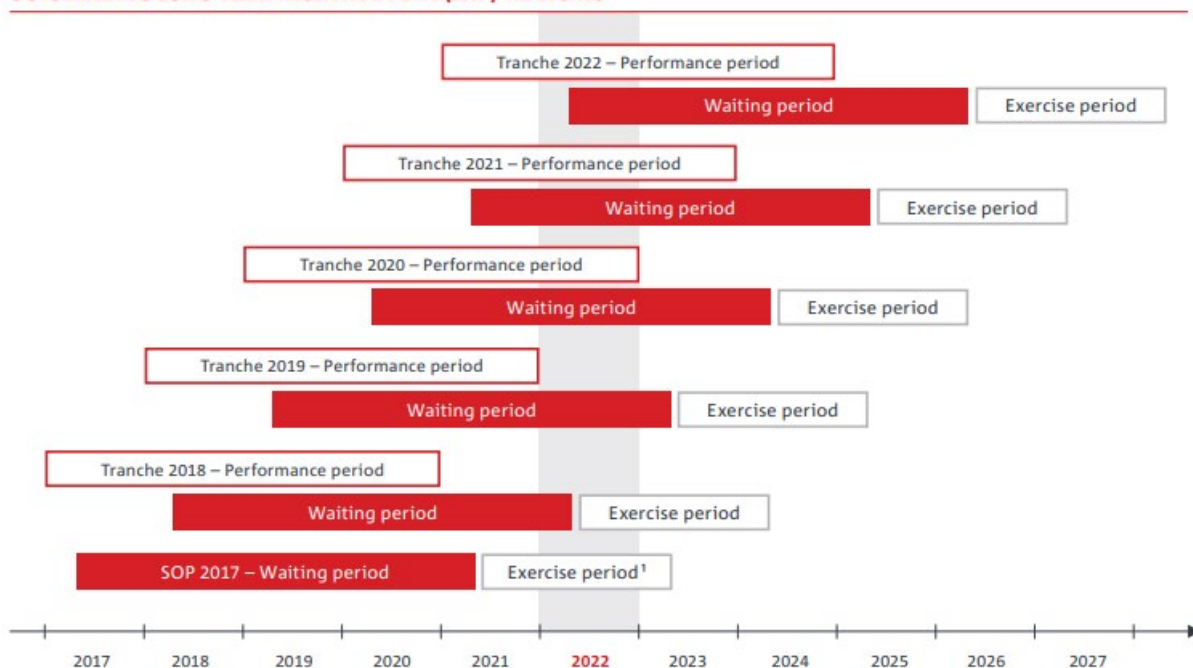 Tranche 2022 – Performance period
Waiting period
Exercise period
Tranche 2021 – Performance period
Waiting period
Exercise period
Tranche 2020 – Performance period
Waiting period
Exercise period
Tranche 2019 – Performance period
Waiting period
Exercise period
Tranche 2018 – Performance period
Waiting period
Exercise period
SOP 2017 – Waiting period
Exercise period¹
2017 2018 2019 2020 2021 2022 2023 2024 2025 2026 2027